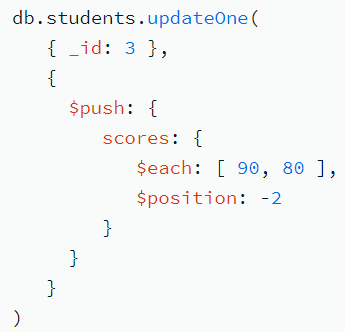 db.students.updateOne(
   { _id: 3 },
   {
     $push: {
        scores: {
           $each: [ 90, 80 ],
           $position: -2
        }
     }
   }
)